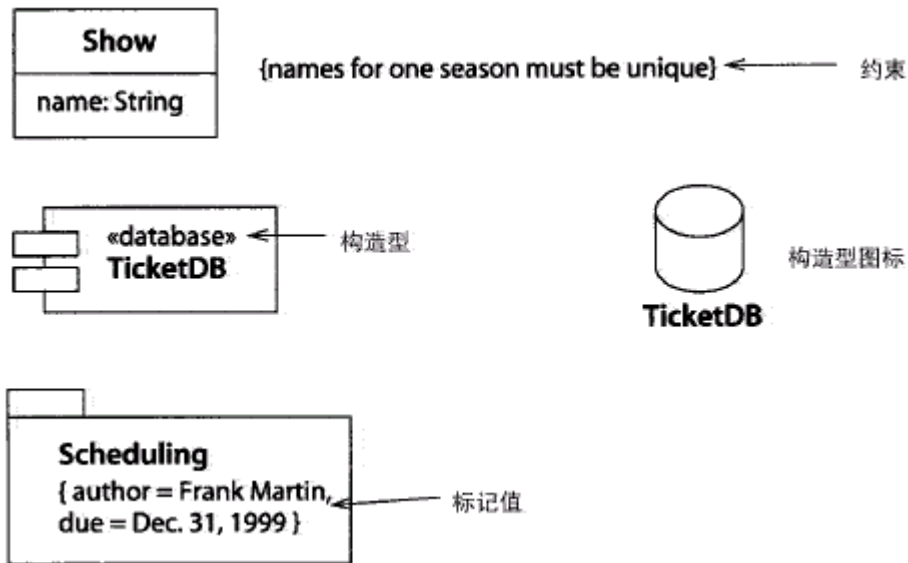 Show
name: String
{names for one season must be unique}
约束
«database»
TicketDB
构造型
构造型图标
TicketDB
Scheduling
{ author = Frank Martin,
due = Dec. 31, 1999 }
标记值